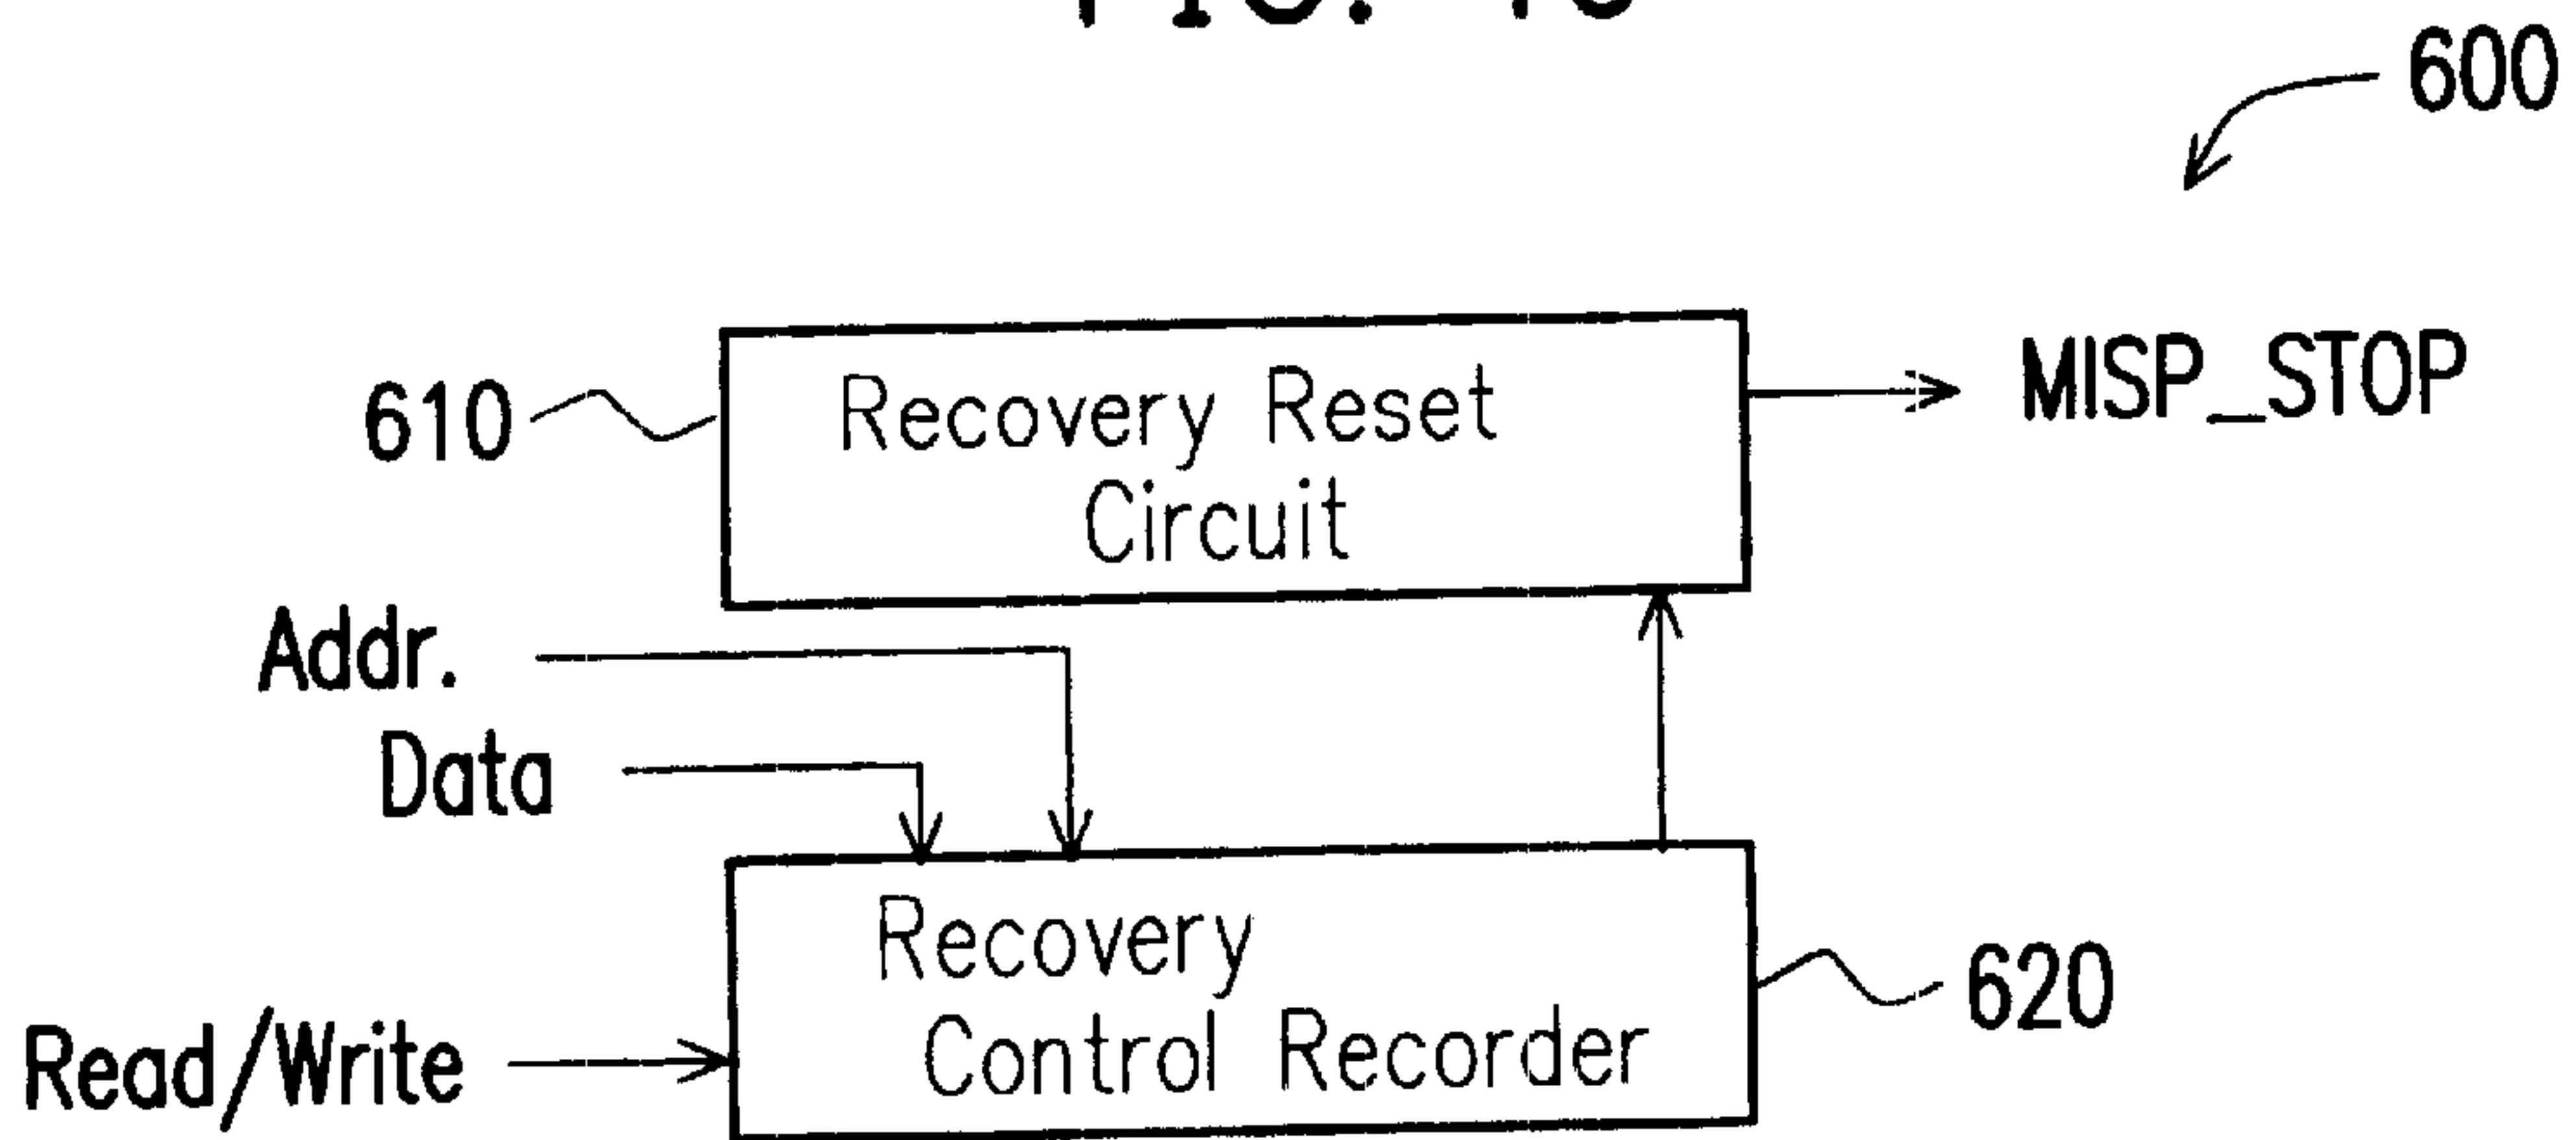 600
610
Recovery Reset
Circuit
MISP_STOP
Addr.
Data
Recovery
Control Recorder
620
Read/Write